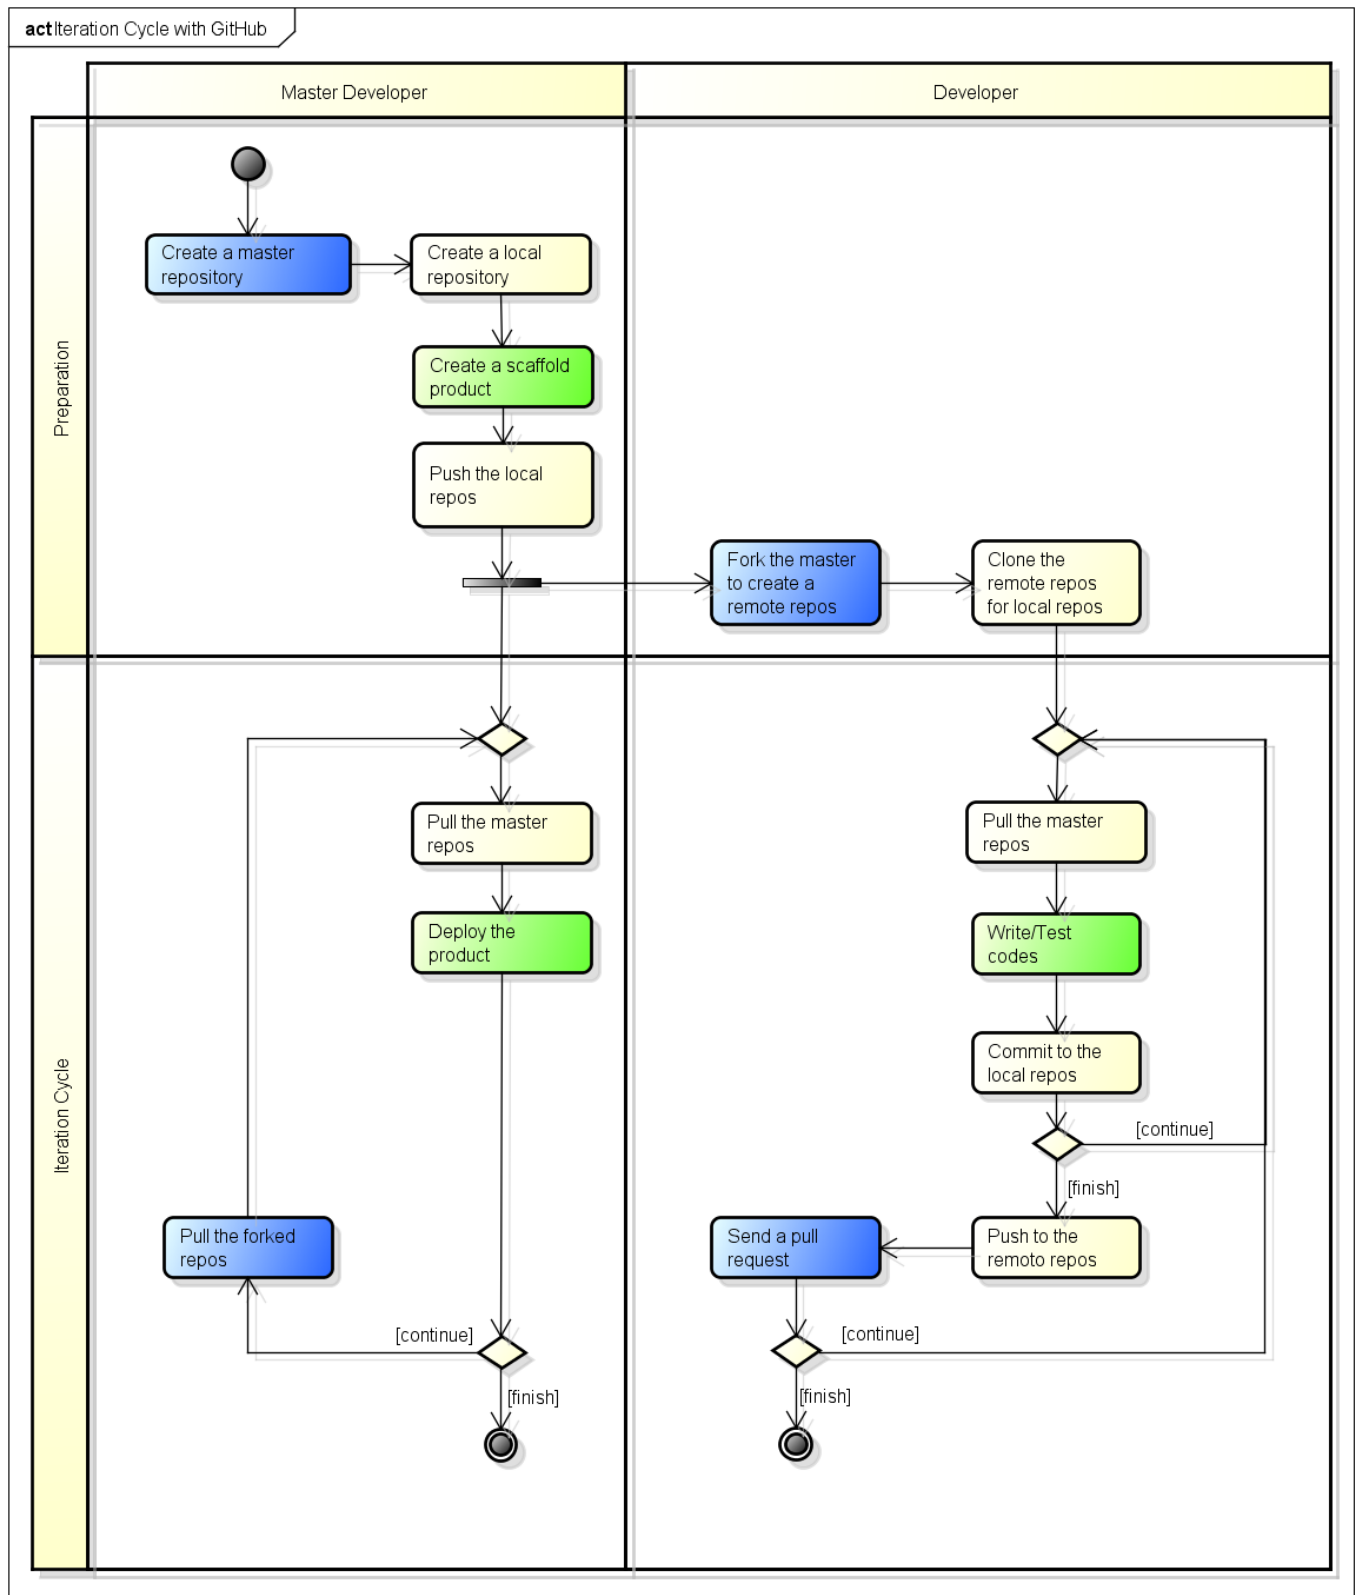 act Iteration Cycle with GitHub
Master Developer
Developer
Preparation
Create a master
repository
Create a local
repository
Create a scaffold
product
Push the local
repos
Fork the master
to create a
remote repos
Clone the
remote repos
for local repos
Iteration Cycle
Pull the master
repos
Deploy the
product
Pull the forked
repos
[continue]
[finish]
Pull the master
repos
Write/Test
codes
Commit to the
local repos
[continue]
[finish]
Push to the
remoto repos
Send a pull
request
[continue]
[finish]